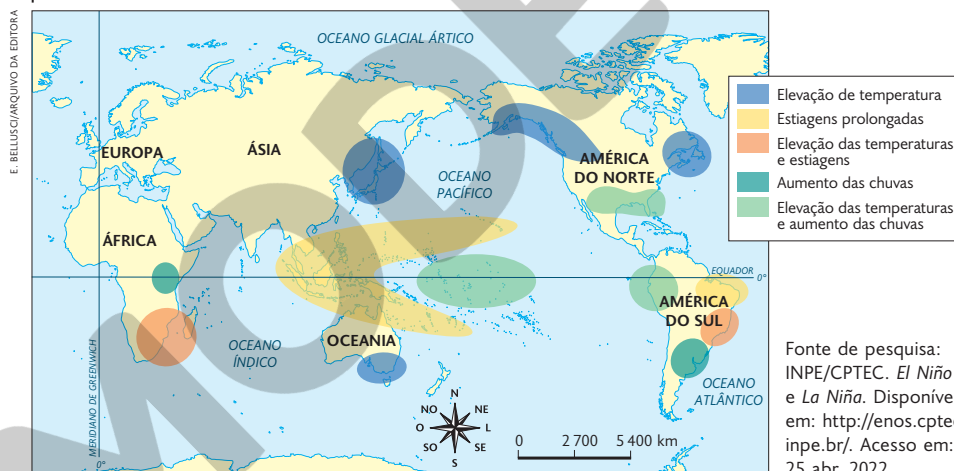 E. BELLUSCI/ARQUIVO DA EDITORA
OCEANO GLACIAL ÁRTICO
EUROPA
ÁSIA
OCEANO
PACÍFICO
AMÉRICA
DO NORTE
ÁFRICA
EQUADOR
0°
AMÉRICA
DO SUL
OCEANO
ÍNDICO
OCEANIA
OCEANO
ATLÂNTICO
MERIDIANO DE GREENWICH
0°
N
NO
NE
O
L
SO
SE
S
0 2 700 5 400 km
Elevação de temperatura
Estiagens prolongadas
Elevação das temperaturas
e estiagens
Aumento das chuvas
Elevação das temperaturas
e aumento das chuvas
Fonte de pesquisa:
INPE/CPTEC. El Niño
e La Niña. Disponíve
em: http://enos.cptec
inpe.br/. Acesso em:
25 abr. 2022